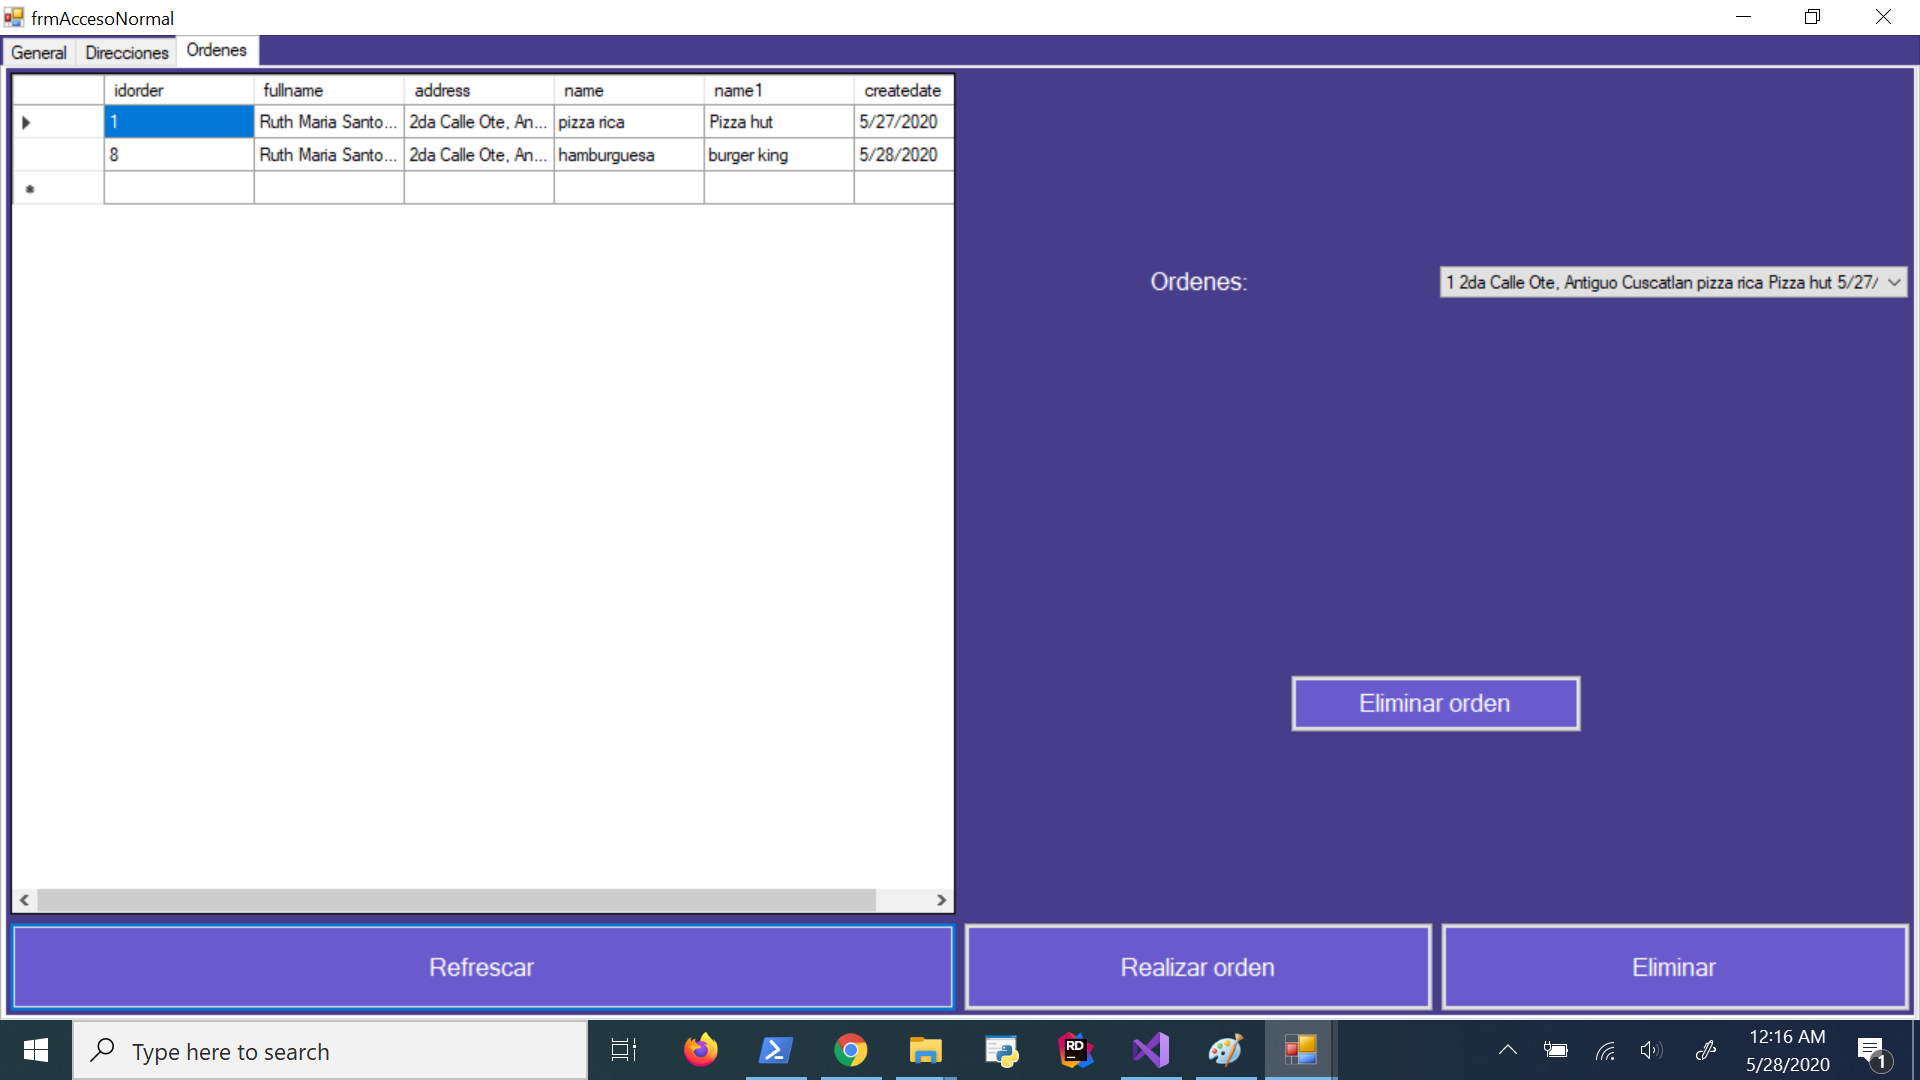 frmAccesoNormal
General Direcciones Ordenes
idorder fullname address name name1 createdate
1 Ruth Maria Santo... 2da Calle Ote, An... pizza rica Pizza hut 5/27/2020
8 Ruth Maria Santo... 2da Calle Ote, An... hamburguesa burger king 5/28/2020
Ordenes: 1 2da Calle Ote, Antiguo Cuscatlan pizza rica Pizza hut 5/27/
Eliminar orden
Refrescar Realizar orden Eliminar
Type here to search
RD
12:16 AM
5/28/2020
1